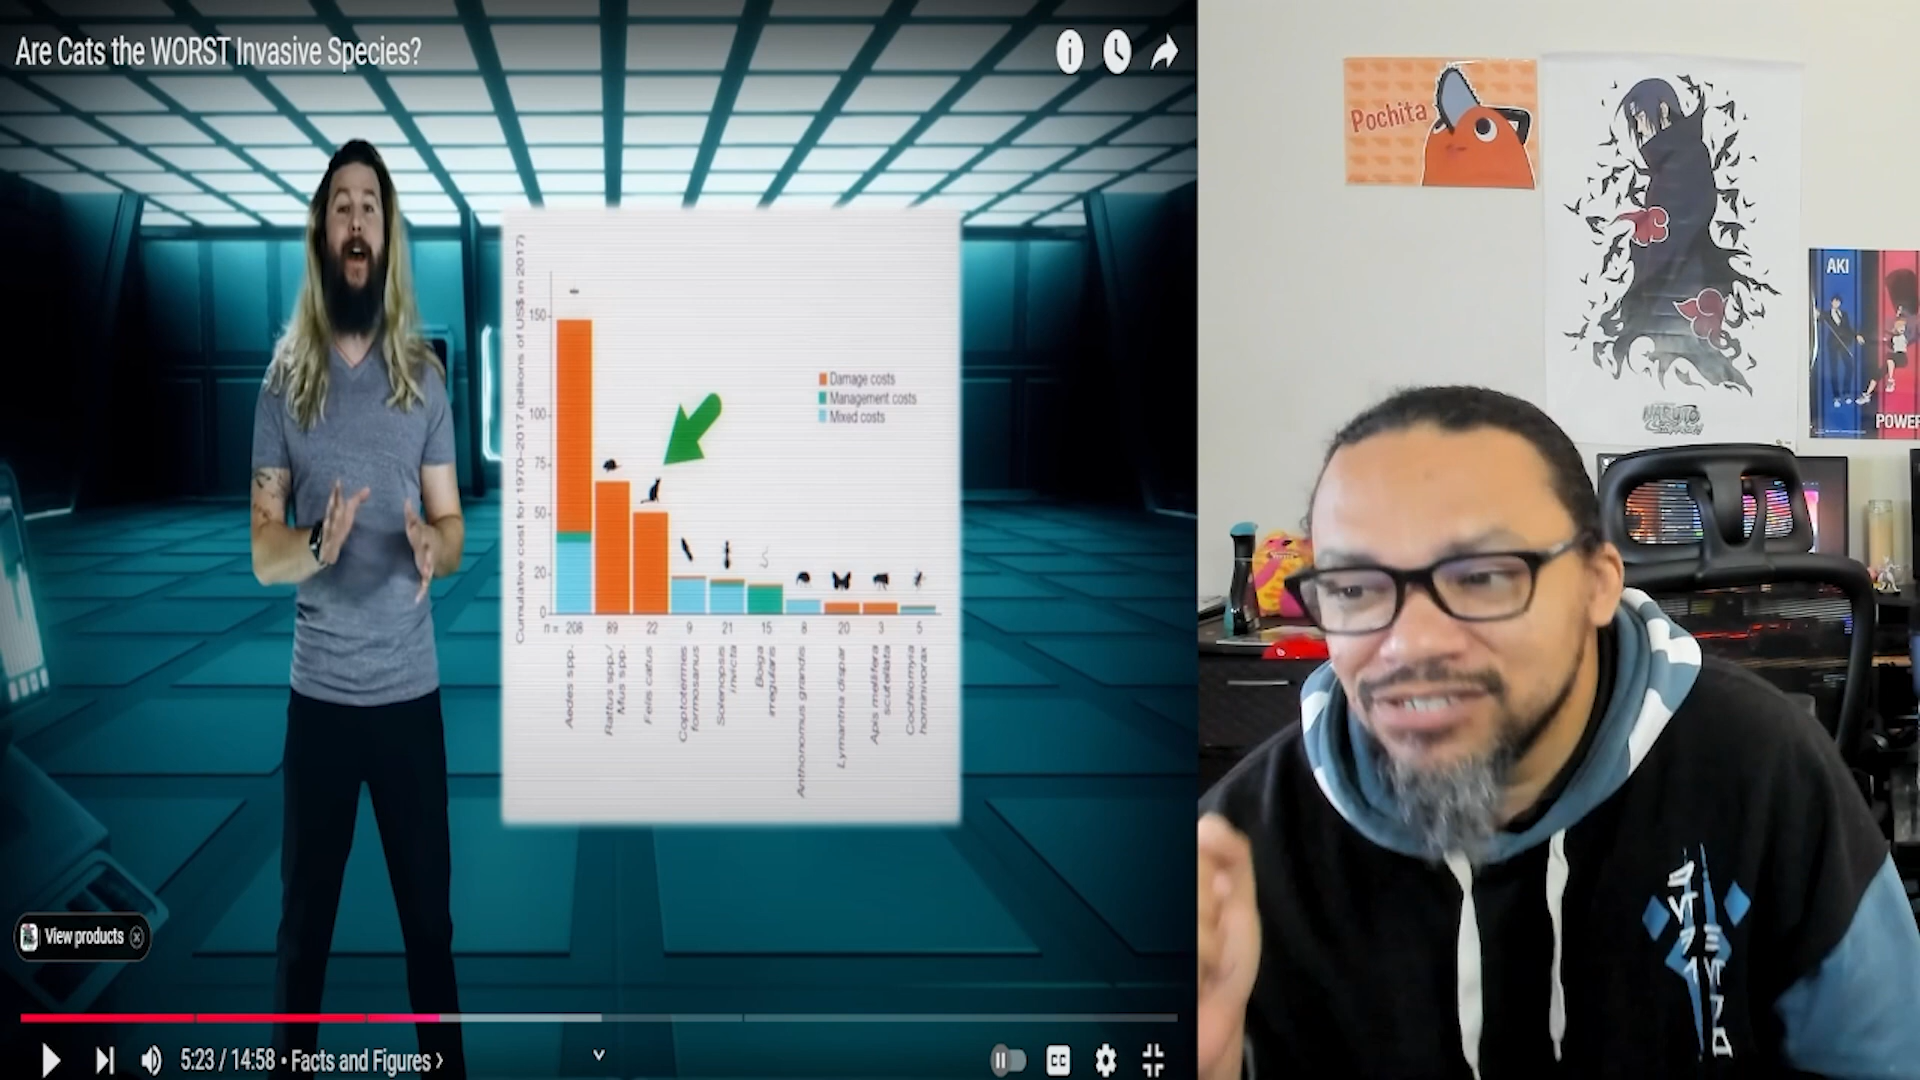 Are Cats the WORST Invasive Species?
Cumulative cost for 1970–2017 (billions of US$ in 2017)
150
100
75
50
20
0
Damage costs
Management costs
Mixed costs
n = 208 89 22 9 21 15 8 20 3 5
Aedes spp.
Rattus spp./
Mus spp.
Felis catus
Coptotermes
formosanus
Solenopsis
invicta
Boiga
irregularis
Anthonomus grandis
Lymantria dispar
Apis mellifera
scutellata
Cochliomyia
hominivorax
View products
5:23 / 14:58 • Facts and Figures >
CC
Pochita
NARUTO
AKI
POWER